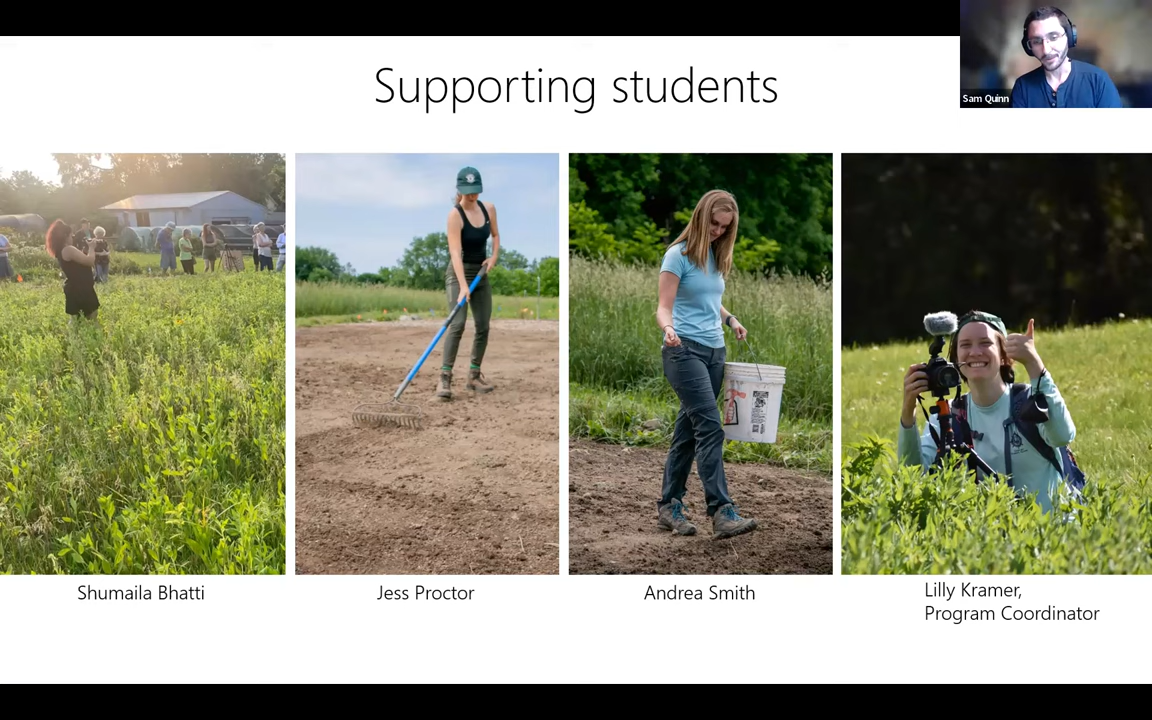 Supporting students
Sam Quinn
Shumaila Bhatti
Jess Proctor
Andrea Smith
Lilly Kramer,
Program Coordinator